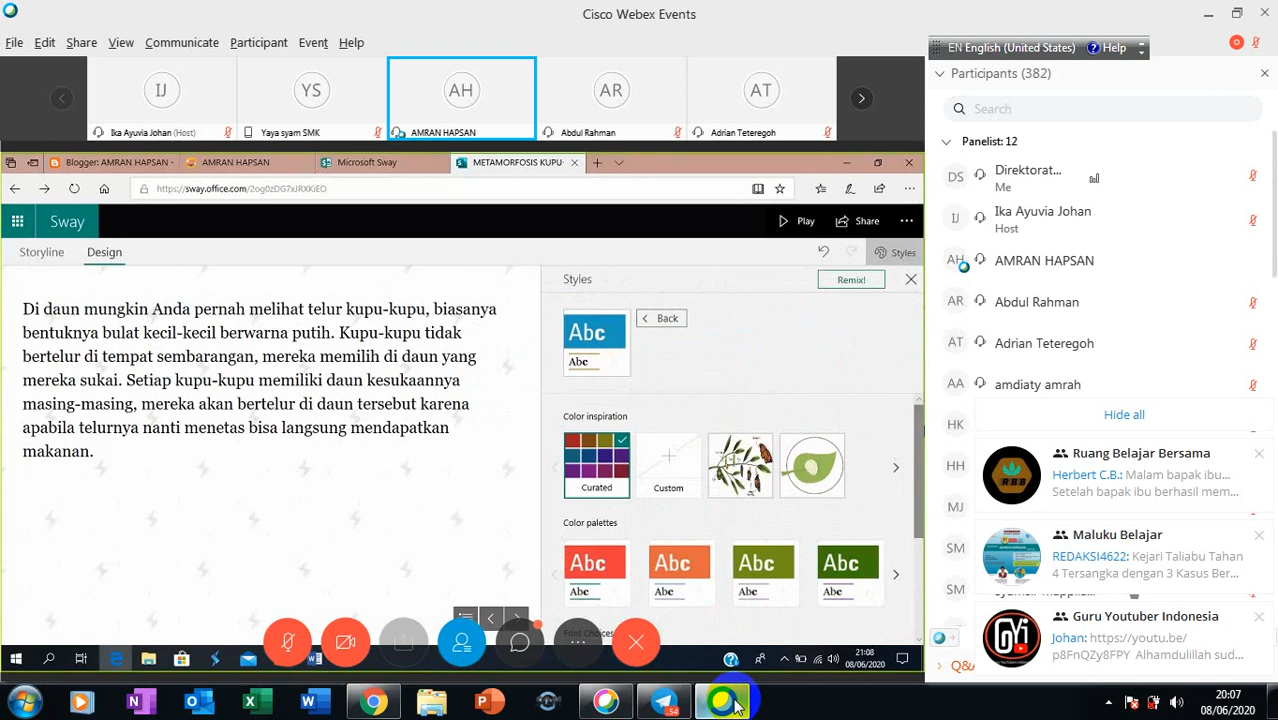 Cisco Webex Events
File Edit Share View Communicate Participant Event Help
EN English (United States) Help
IJ
YS
AH
AR
AT
Ika Ayuvia Johan (Host)
Yaya syam SMK
AMRAN HAPSAN
Abdul Rahman
Adrian Teteregoh
Participants (382)
Search
Panelist: 12
DS Direktorat...
Me
IJ Ika Ayuvia Johan
Host
AH AMRAN HAPSAN
AR Abdul Rahman
AT Adrian Teteregoh
AA amdiaty amrah
HK
HH
MJ
SM
SM
Hide all
Ruang Belajar Bersama
RBB
Herbert C.B.: Malam bapak ibu...
Setelah bapak ibu berhasil mem...
Maluku Belajar
REDAKSI4622: Kejari Taliabu Tahan
4 Tersangka dengan 3 Kasus Ber...
Guru Youtuber Indonesia
GYi
Johan: https://youtu.be/
p8FnQZy8FPY Alhamdulillah sud...
Q&A
Blogger: AMRAN HAPSAN -
AMRAN HAPSAN
Microsoft Sway
METAMORFOSIS KUPU-
https://sway.office.com/2og0zDG7xJRXKiEO
Sway
Play
Share
Storyline
Design
Styles
Di daun mungkin Anda pernah melihat telur kupu-kupu, biasanya
bentuknya bulat kecil-kecil berwarna putih. Kupu-kupu tidak
bertelur di tempat sembarangan, mereka memilih di daun yang
mereka sukai. Setiap kupu-kupu memiliki daun kesukaannya
masing-masing, mereka akan bertelur di daun tersebut karena
apabila telurnya nanti menetas bisa langsung mendapatkan
makanan.
Styles
Remix!
Abc
Abc
Back
Color inspiration
Curated
Custom
Color palettes
Abc Abc Abc Abc
Abc Abc Abc Abc
Font Choices
21:08
08/06/2020
54
20:07
08/06/2020